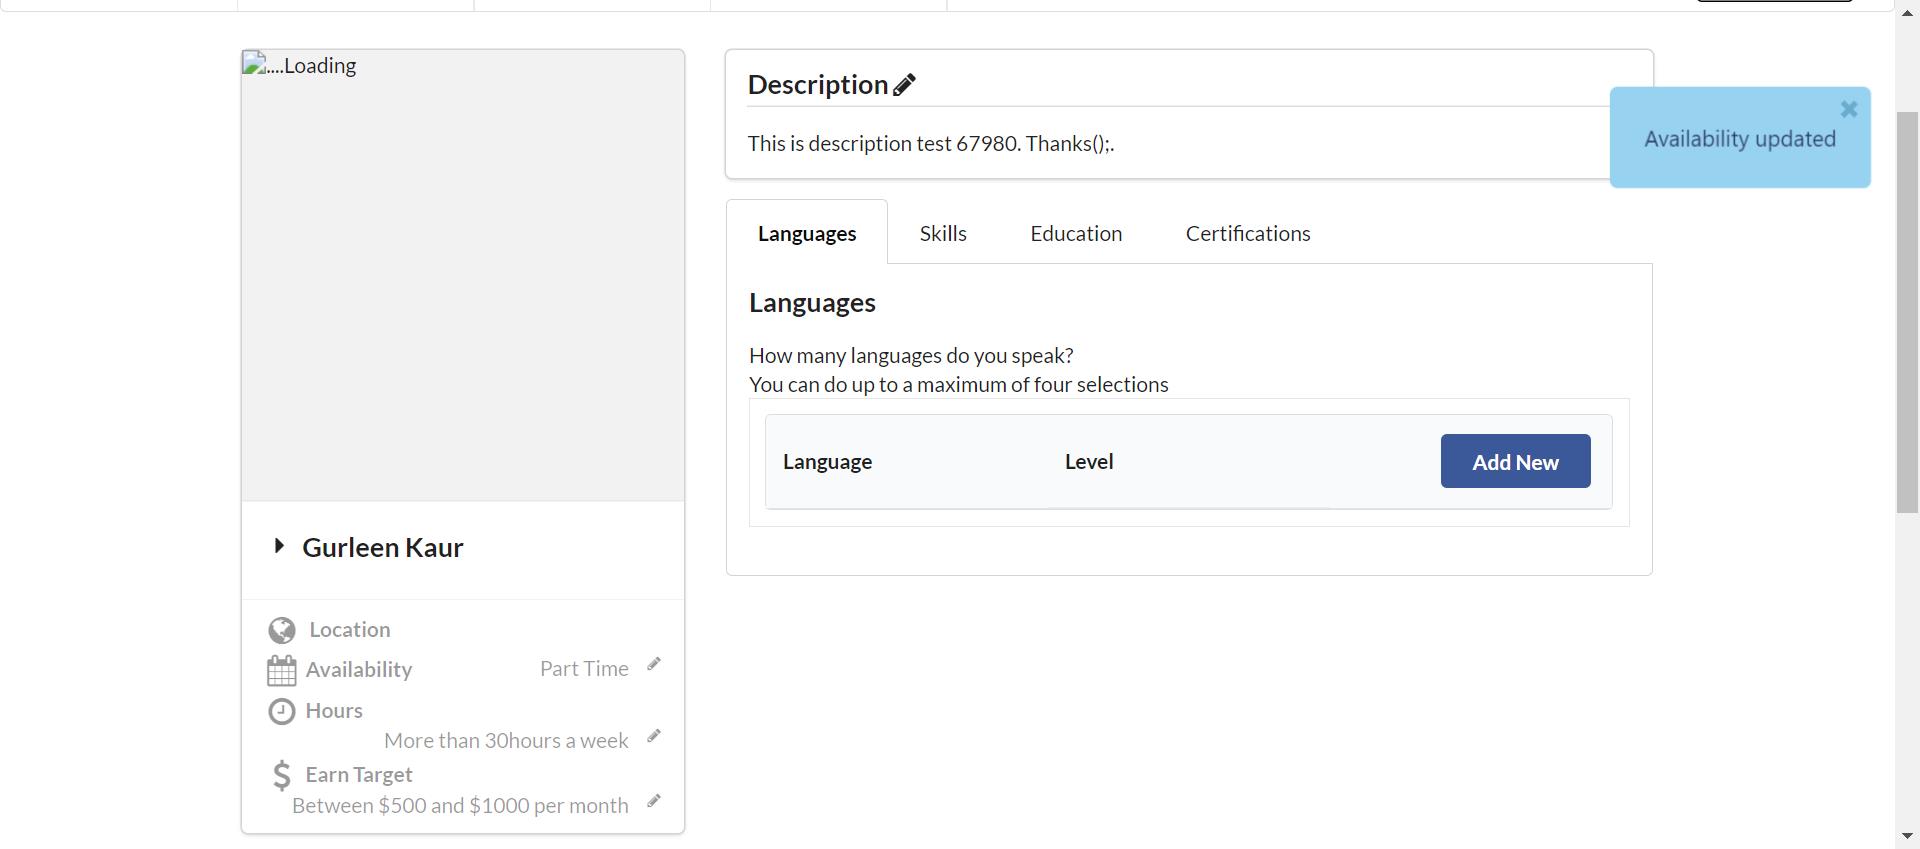 ....Loading
Gurleen Kaur
Location
Availability Part Time
Hours
More than 30hours a week
Earn Target
Between $500 and $1000 per month
Description
This is description test 67980. Thanks();.
Availability updated
Languages Skills Education Certifications
Languages
How many languages do you speak?
You can do up to a maximum of four selections
Language Level Add New